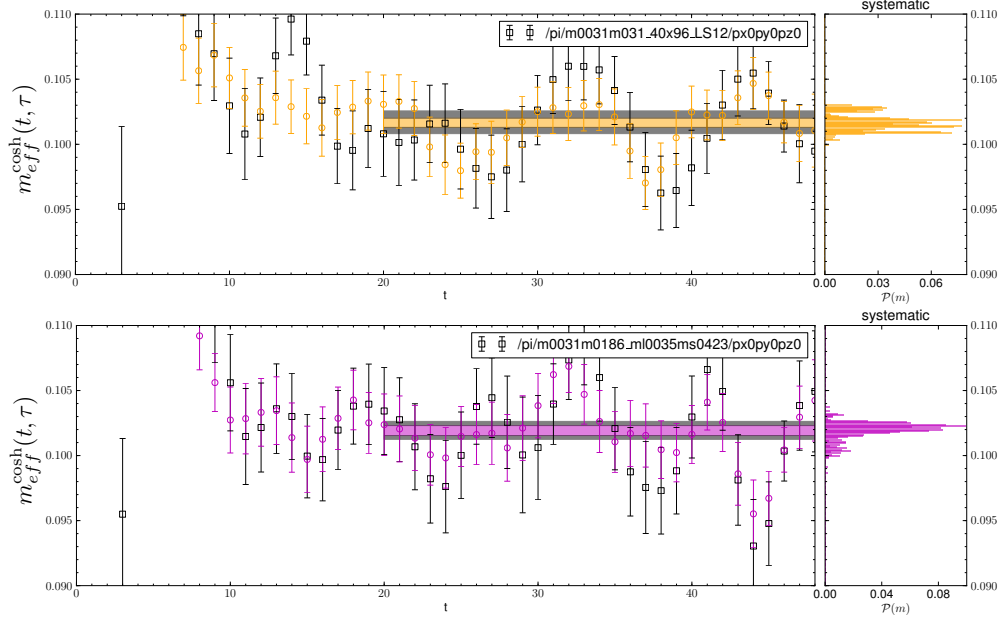 systematic
0.110
/pi/m0031m031_40x96_LS12/px0py0pz0
0.110
0.105
0.105
m_eff^cosh(t, τ)
0.100
0.100
0.095
0.095
0.090
0.090
0 10 20 30 40
0.00 0.03 0.06
t
P(m)
systematic
0.110
/pi/m0031m0186_ml0035ms0423/px0py0pz0
0.110
0.105
0.105
m_eff^cosh(t, τ)
0.100
0.100
0.095
0.095
0.090
0.090
0 10 20 30 40
0.00 0.04 0.08
t
P(m)